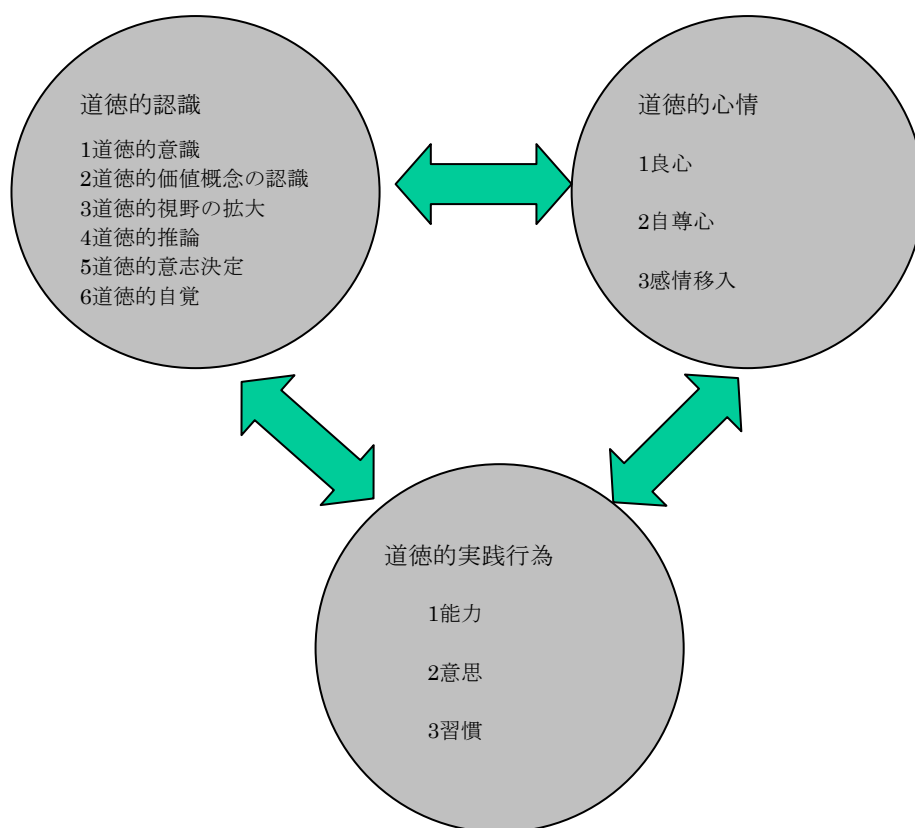 道徳的認識
1道徳的意識
2道徳的価値概念の認識
3道徳的視野の拡大
4道徳的推論
5道徳的意志決定
6道徳的自覚
道徳的心情
1良心
2自尊心
3感情移入
道徳的実践行為
1能力
2意思
3習慣